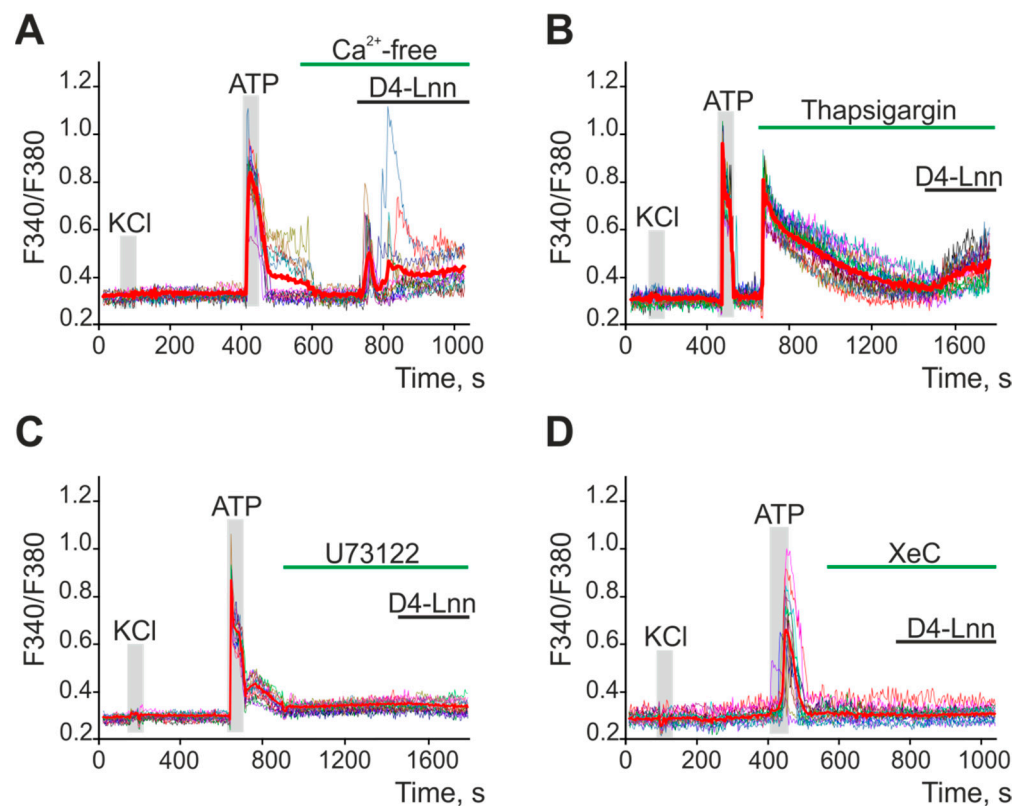 A
Ca²⁺-free
ATP
D4-Lnn
KCl
F340/F380
1.2
1.0
0.8
0.6
0.4
0.2
0 200 400 600 800 1000
Time, s
B
Thapsigargin
ATP
D4-Lnn
KCl
F340/F380
1.2
1.0
0.8
0.6
0.4
0.2
0 400 800 1200 1600
Time, s
C
ATP
U73122
D4-Lnn
KCl
F340/F380
1.2
1.0
0.8
0.6
0.4
0.2
0 400 800 1200 1600
Time, s
D
ATP
XeC
D4-Lnn
KCl
F340/F380
1.2
1.0
0.8
0.6
0.4
0.2
0 200 400 600 800 1000
Time, s